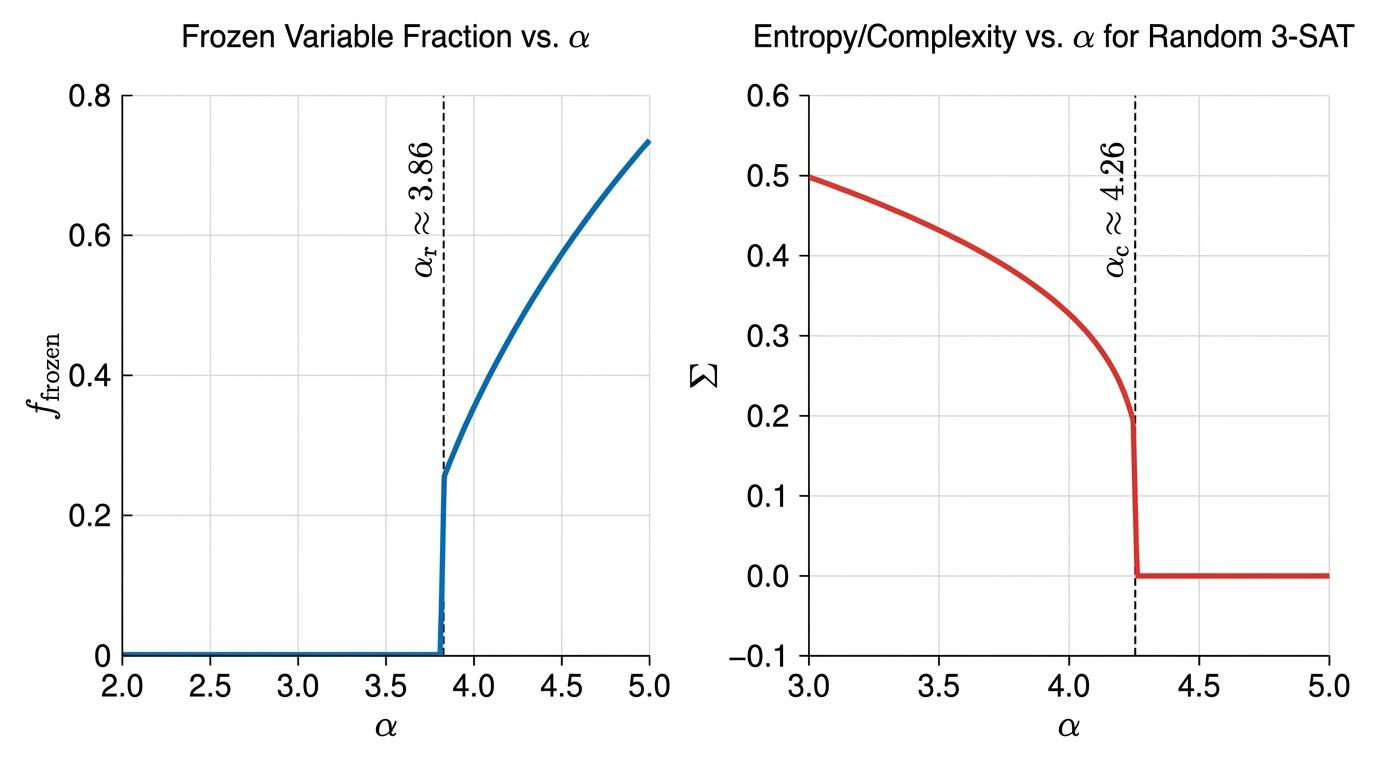 Frozen Variable Fraction vs. α
0.8
0.6
0.4
0.2
0
f_frozen
α_r ≈ 3.86
2.0 2.5 3.0 3.5 4.0 4.5 5.0
α
Entropy/Complexity vs. α for Random 3-SAT
0.6
0.5
0.4
0.3
0.2
0.1
0.0
−0.1
Σ
α_c ≈ 4.26
3.0 3.5 4.0 4.5 5.0
α